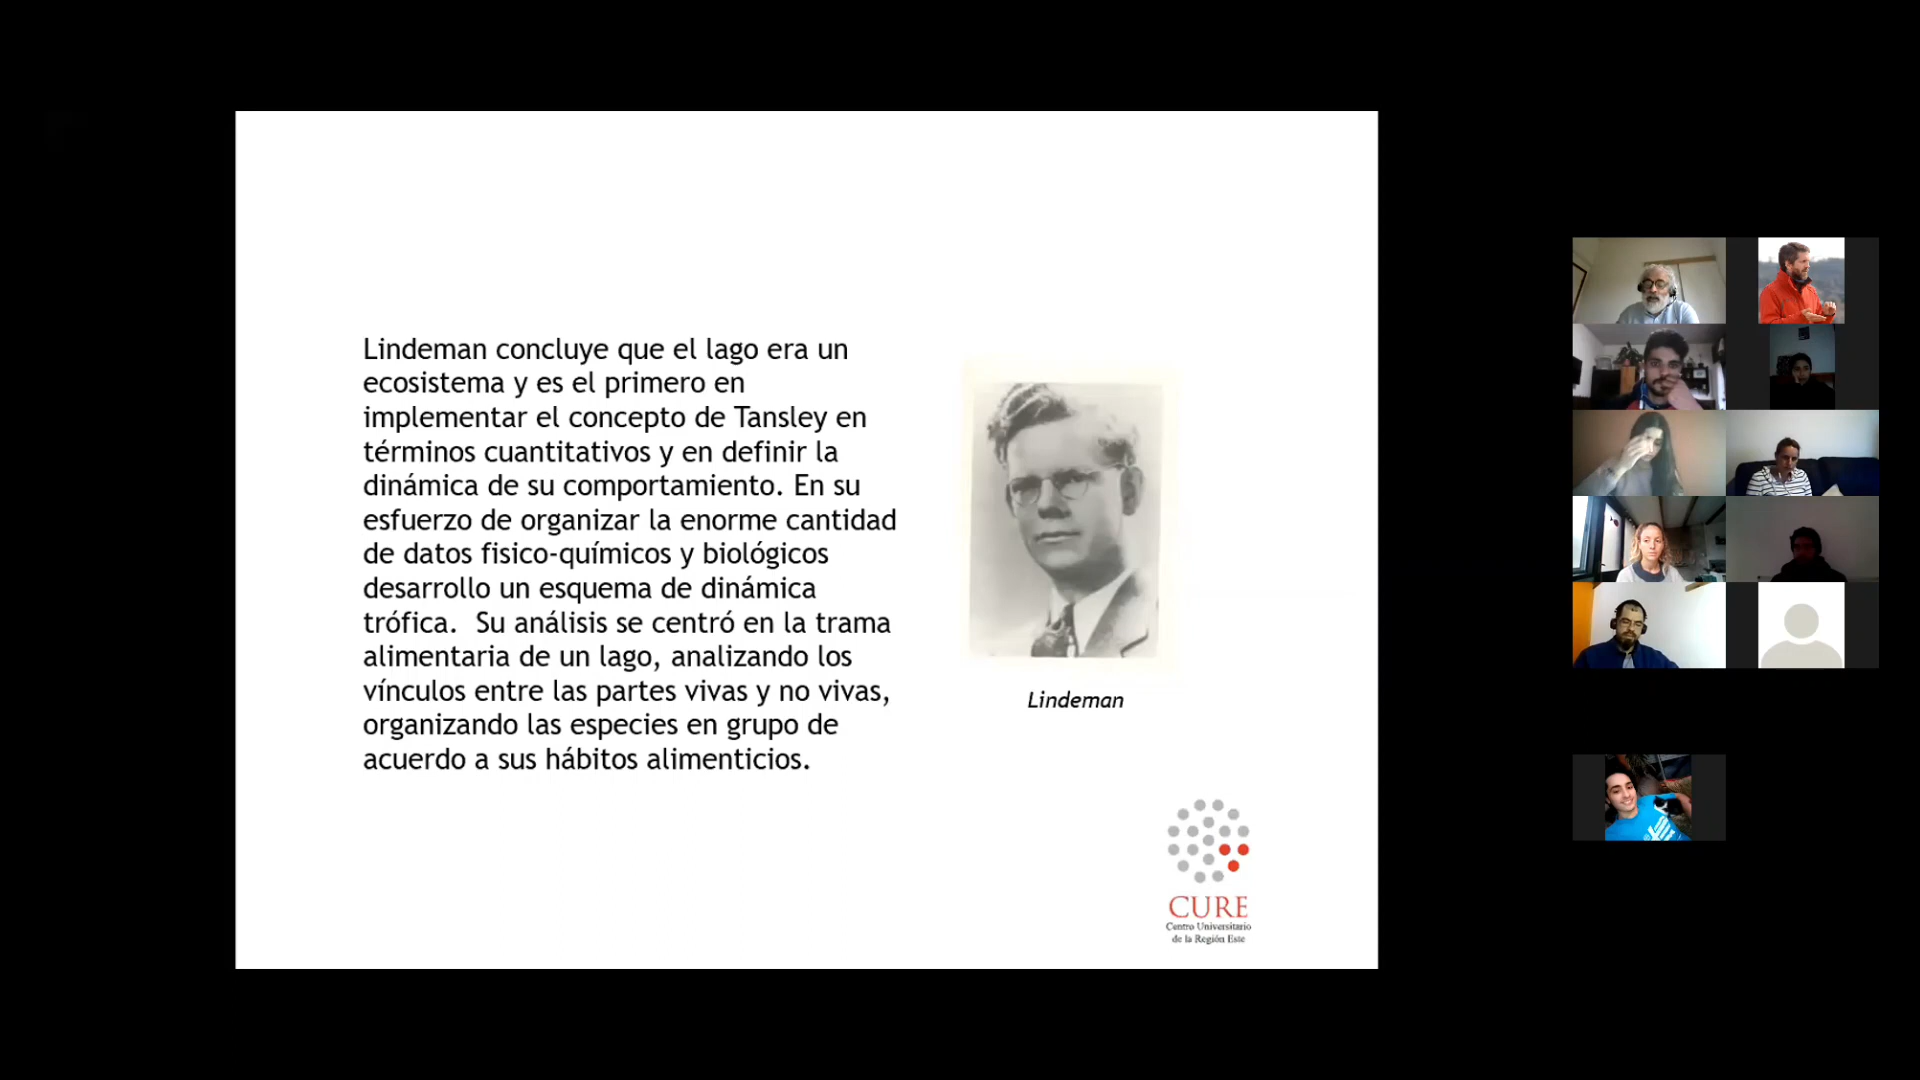 Lindeman concluye que el lago era un
ecosistema y es el primero en
implementar el concepto de Tansley en
términos cuantitativos y en definir la
dinámica de su comportamiento. En su
esfuerzo de organizar la enorme cantidad
de datos fisico-químicos y biológicos
desarrollo un esquema de dinámica
trófica.  Su análisis se centró en la trama
alimentaria de un lago, analizando los
vínculos entre las partes vivas y no vivas,
organizando las especies en grupo de
acuerdo a sus hábitos alimenticios.
Lindeman
CURE
Centro Universitario
de la Región Este